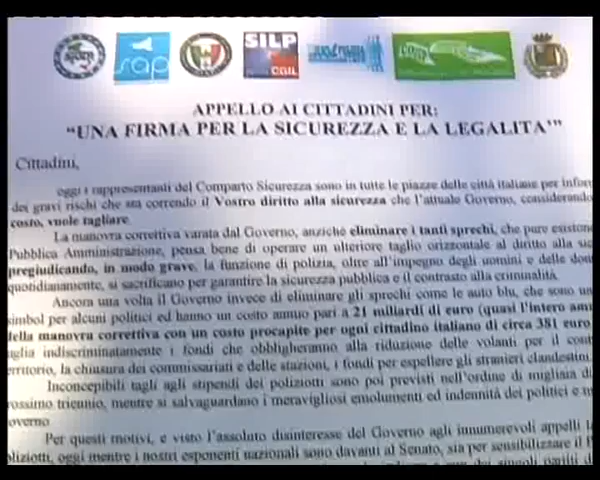 sap
SILP
CGIL
APPELLO AI CITTADINI PER:
"UNA FIRMA PER LA SICUREZZA E LA LEGALITA'"
Cittadini,
oggi i rappresentanti del Comparto Sicurezza sono in tutte le piazze delle città italiane per
dei gravi rischi che sta correndo il Vostro diritto alla sicurezza che l'attuale Governo, considerando
costo, vuole tagliare.
La manovra correttiva varata dal Governo, anziché eliminare i tanti sprechi, che pure
Pubblica Amministrazione, pensa bene di operare un ulteriore taglio orizzontale al diritto alla
pregiudicando, in modo grave, la funzione di polizia, oltre all'impegno degli uomini e delle
quotidianamente, si sacrificano per garantire la sicurezza pubblica e il contrasto alla criminalità.
Ancora una volta il Governo invece di eliminare gli sprechi come le auto blu, che sono
simbol per alcuni politici ed hanno un costo annuo pari a 21 miliardi di euro (quasi l'intero
della manovra correttiva con un costo procapite per ogni cittadino italiano di circa 381 euro
aglia indiscriminatamente i fondi che obbligheranno alla riduzione delle volanti per il
erritorio, la chiusura dei commissariati e delle stazioni, i fondi per espellere gli stranieri clandestini.
Inconcepibili tagli agli stipendi dei poliziotti sono poi previsti nell'ordine di migliaia
rossimo triennio, mentre si salvaguardano i meravigliosi emolumenti ed indennità dei politici e
overno.
Per questi motivi, e visto l'assoluto disinteresse del Governo agli innumerevoli appelli
oliziotti, oggi mentre i nostri esponenti nazionali sono davanti al Senato, sia per sensibilizzare il
dei singoli